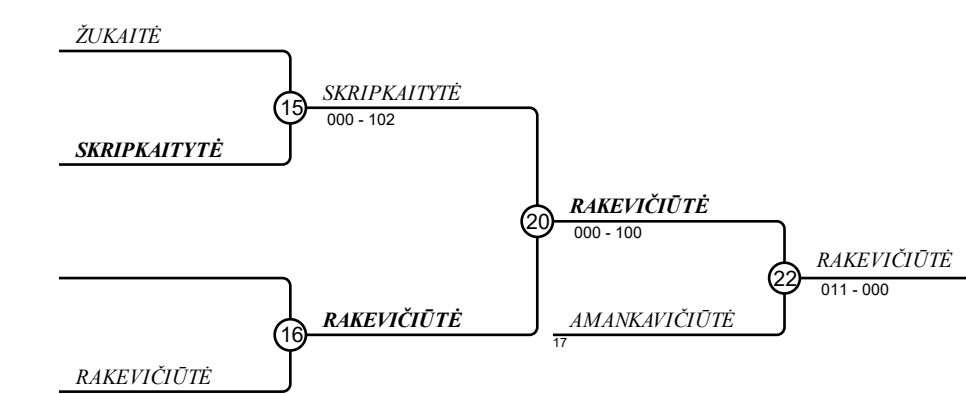 ŽUKAITĖ
15
SKRIPKAITYTĖ
000 - 102
SKRIPKAITYTĖ
20
RAKEVIČIŪTĖ
000 - 100
22
RAKEVIČIŪTĖ
011 - 000
16
RAKEVIČIŪTĖ
AMANKAVIČIŪTĖ
17
RAKEVIČIŪTĖ